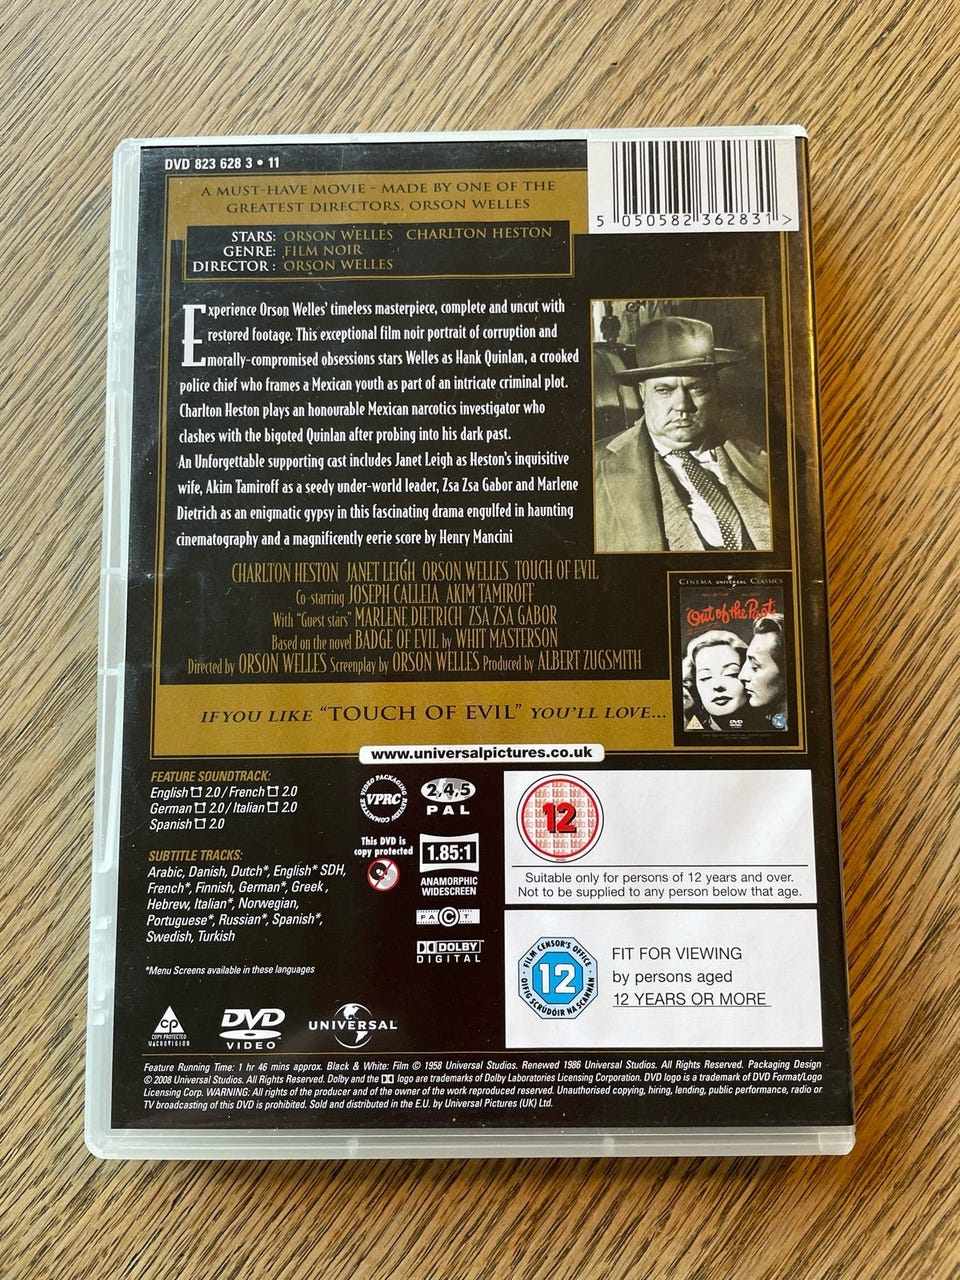 DVD 823 628 3 • 11
A MUST-HAVE MOVIE - MADE BY ONE OF THE
GREATEST DIRECTORS, ORSON WELLES
5 050582 362831 >
STARS: ORSON WELLES CHARLTON HESTON
GENRE: FILM NOIR
DIRECTOR : ORSON WELLES
Experience Orson Welles' timeless masterpiece, complete and uncut with
restored footage. This exceptional film noir portrait of corruption and
morally-compromised obsessions stars Welles as Hank Quinlan, a crooked
police chief who frames a Mexican youth as part of an intricate criminal plot.
Charlton Heston plays an honourable Mexican narcotics investigator who
clashes with the bigoted Quinlan after probing into his dark past.
An Unforgettable supporting cast includes Janet Leigh as Heston's inquisitive
wife, Akim Tamiroff as a seedy under-world leader, Zsa Zsa Gabor and Marlene
Dietrich as an enigmatic gypsy in this fascinating drama engulfed in haunting
cinematography and a magnificently eerie score by Henry Mancini
CHARLTON HESTON JANET LEIGH ORSON WELLES TOUCH OF EVIL
Co-starring JOSEPH CALLEIA AKIM TAMIROFF
With "Guest stars" MARLENE DIETRICH ZSA ZSA GABOR
Based on the novel BADGE OF EVIL by WHIT MASTERSON
Directed by ORSON WELLES Screenplay by ORSON WELLES Produced by ALBERT ZUGSMITH
CINEMA UNIVERSAL CLASSICS
Out of the Past
DVD
IF YOU LIKE "TOUCH OF EVIL" YOU'LL LOVE...
www.universalpictures.co.uk
FEATURE SOUNDTRACK:
English 2.0 / French 2.0
German 2.0 / Italian 2.0
Spanish 2.0
SUBTITLE TRACKS:
Arabic, Danish, Dutch*, English* SDH,
French*, Finnish, German*, Greek ,
Hebrew, Italian*, Norwegian,
Portuguese*, Russian*, Spanish*,
Swedish, Turkish
*Menu Screens available in these languages
VIDEO PACKAGING REVIEW COMMITTEE
VPRC
This DVD is
copy protected
2,4,5
PAL
1.85:1
ANAMORPHIC
WIDESCREEN
FACT
DOLBY
DIGITAL
12
Suitable only for persons of 12 years and over.
Not to be supplied to any person below that age.
FILM CENSOR'S OFFICE
12
OIFIG SCRÚDÓIR NA SCANNÁN
FIT FOR VIEWING
by persons aged
12 YEARS OR MORE
CP
COPY PROTECTED
MACROVISION
DVD
VIDEO
UNIVERSAL
Feature Running Time: 1 hr 46 mins approx. Black & White: Film © 1958 Universal Studios. Renewed 1986 Universal Studios. All Rights Reserved. Packaging Design
© 2008 Universal Studios. All Rights Reserved. Dolby and the logo are trademarks of Dolby Laboratories Licensing Corporation. DVD logo is a trademark of DVD Format/Logo
Licensing Corp. WARNING: All rights of the producer and of the owner of the work reproduced reserved. Unauthorised copying, hiring, lending, public performance, radio or
TV broadcasting of this DVD is prohibited. Sold and distributed in the E.U. by Universal Pictures (UK) Ltd.